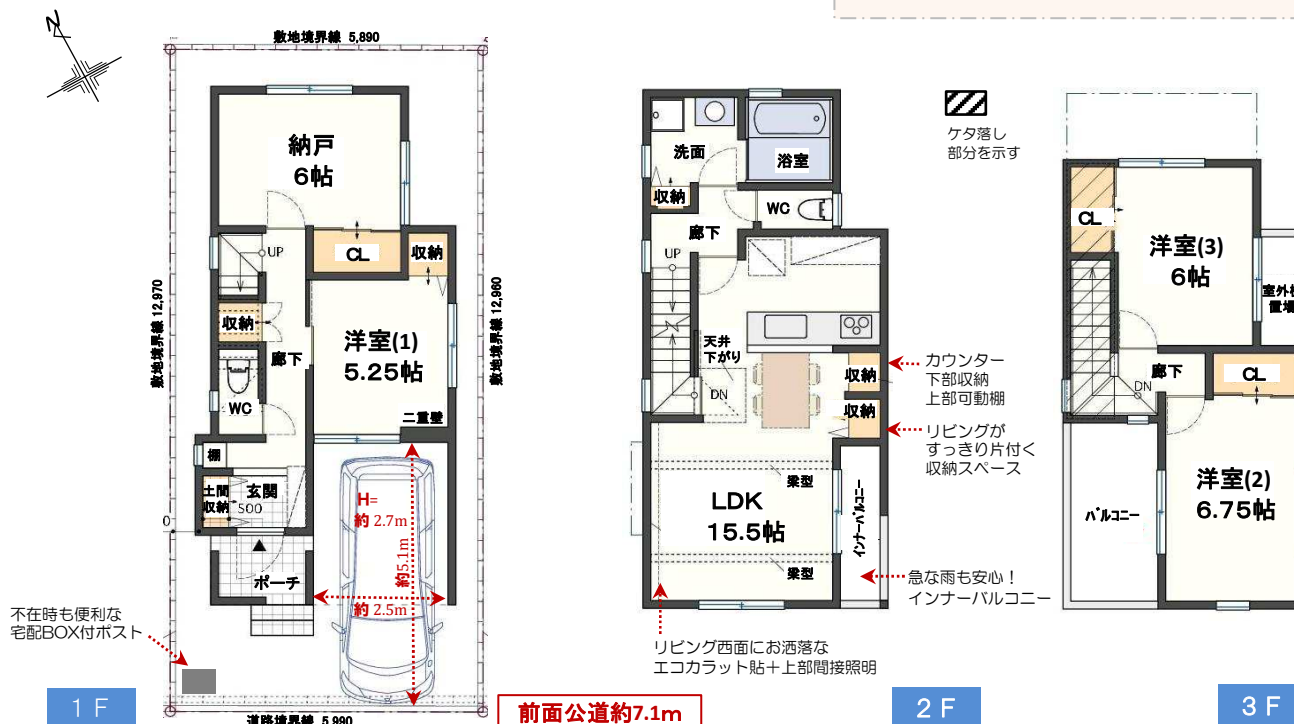 N
敷地境界線 5,890
敷地境界線 12,970
敷地境界線 12,960
納戸
6帖
UP
CL
収納
収納
廊下
洋室(1)
5.25帖
WC
二重壁
棚
土間
収納
玄関
500
H=
約 2.7m
約5.1m
約 2.5m
0
ポーチ
不在時も便利な
宅配BOX付ポスト
1F
道路境界線 5,990
前面公道約7.1m
洗面
浴室
収納
WC
廊下
UP
天井
下がり
DN
収納
収納
カウンター
下部収納
上部可動棚
リビングが
すっきり片付く
収納スペース
梁型
LDK
15.5帖
梁型
インナーバルコニー
急な雨も安心！
インナーバルコニー
リビング西面にお洒落な
エコカラット貼＋上部間接照明
2F
ケタ落し
部分を示す
CL
洋室(3)
6帖
廊下
DN
CL
洋室(2)
6.75帖
バルコニー
3F